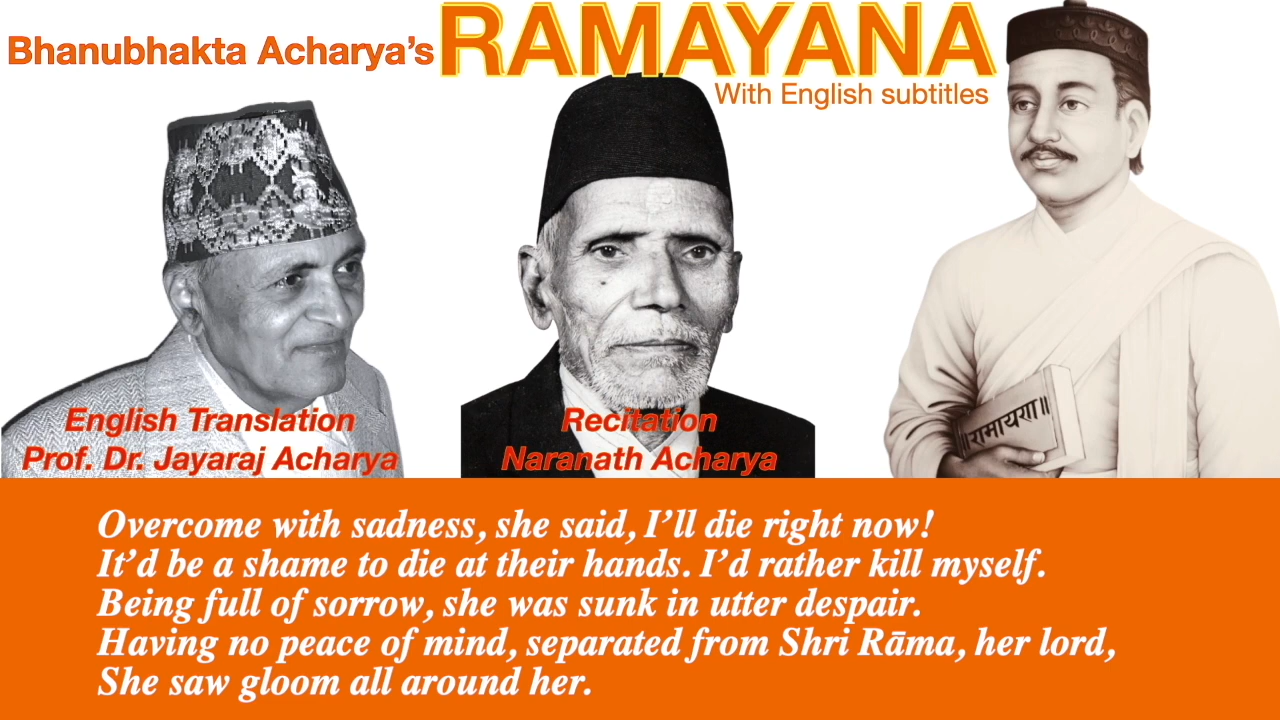 Bhanubhakta Acharya's RAMAYANA
With English subtitles
॥रामायण॥
English Translation
Prof. Dr. Jayaraj Acharya
Recitation
Naranath Acharya
Overcome with sadness, she said, I'll die right now!
It'd be a shame to die at their hands. I'd rather kill myself.
Being full of sorrow, she was sunk in utter despair.
Having no peace of mind, separated from Shri Rāma, her lord,
She saw gloom all around her.